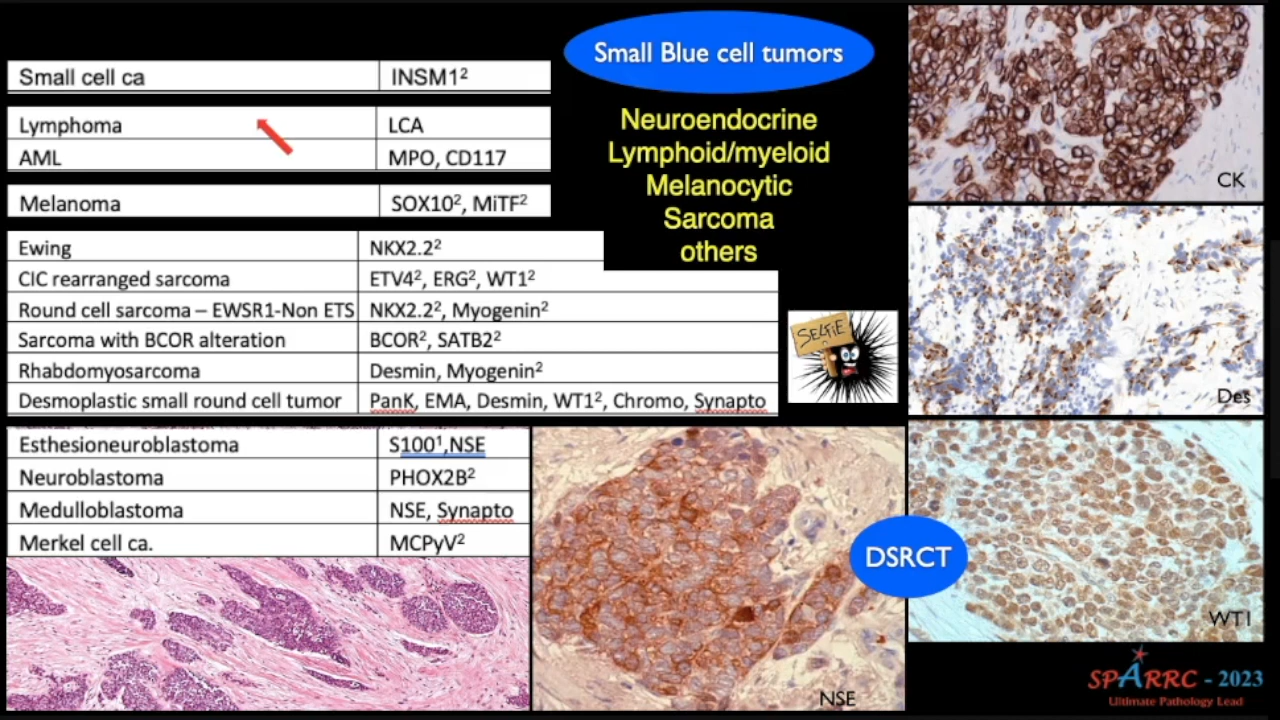 Small Blue cell tumors
Small cell ca INSM1²
Lymphoma LCA
AML MPO, CD117
Melanoma SOX10², MiTF²
Neuroendocrine
Lymphoid/myeloid
Melanocytic
Sarcoma
others
Ewing NKX2.2²
CIC rearranged sarcoma ETV4², ERG², WT1²
Round cell sarcoma – EWSR1-Non ETS NKX2.2², Myogenin²
Sarcoma with BCOR alteration BCOR², SATB2²
Rhabdomyosarcoma Desmin, Myogenin²
Desmoplastic small round cell tumor PanK, EMA, Desmin, WT1², Chromo, Synapto
SELFiE
Esthesioneuroblastoma S100¹,NSE
Neuroblastoma PHOX2B²
Medulloblastoma NSE, Synapto
Merkel cell ca. MCPyV²
CK
Des
DSRCT
WT1
NSE
SPARRC - 2023
Ultimate Pathology Lead